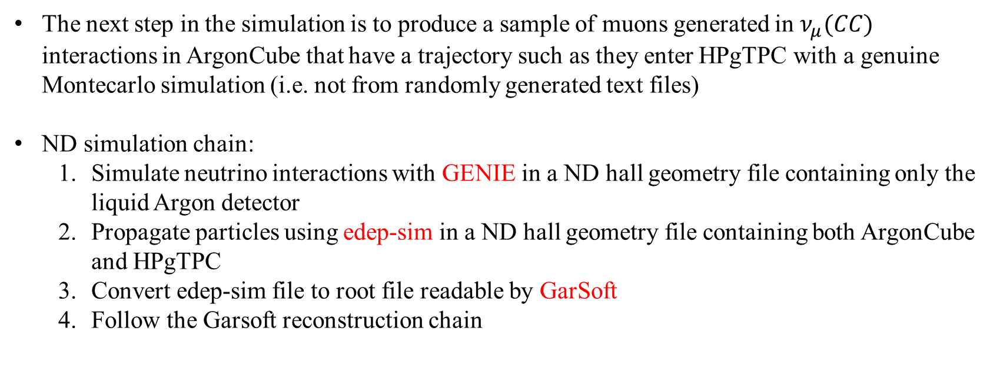 • The next step in the simulation is to produce a sample of muons generated in νμ(CC)
interactions in ArgonCube that have a trajectory such as they enter HPgTPC with a genuine
Montecarlo simulation (i.e. not from randomly generated text files)
• ND simulation chain:
1. Simulate neutrino interactions with GENIE in a ND hall geometry file containing only the
liquid Argon detector
2. Propagate particles using edep-sim in a ND hall geometry file containing both ArgonCube
and HPgTPC
3. Convert edep-sim file to root file readable by GarSoft
4. Follow the Garsoft reconstruction chain